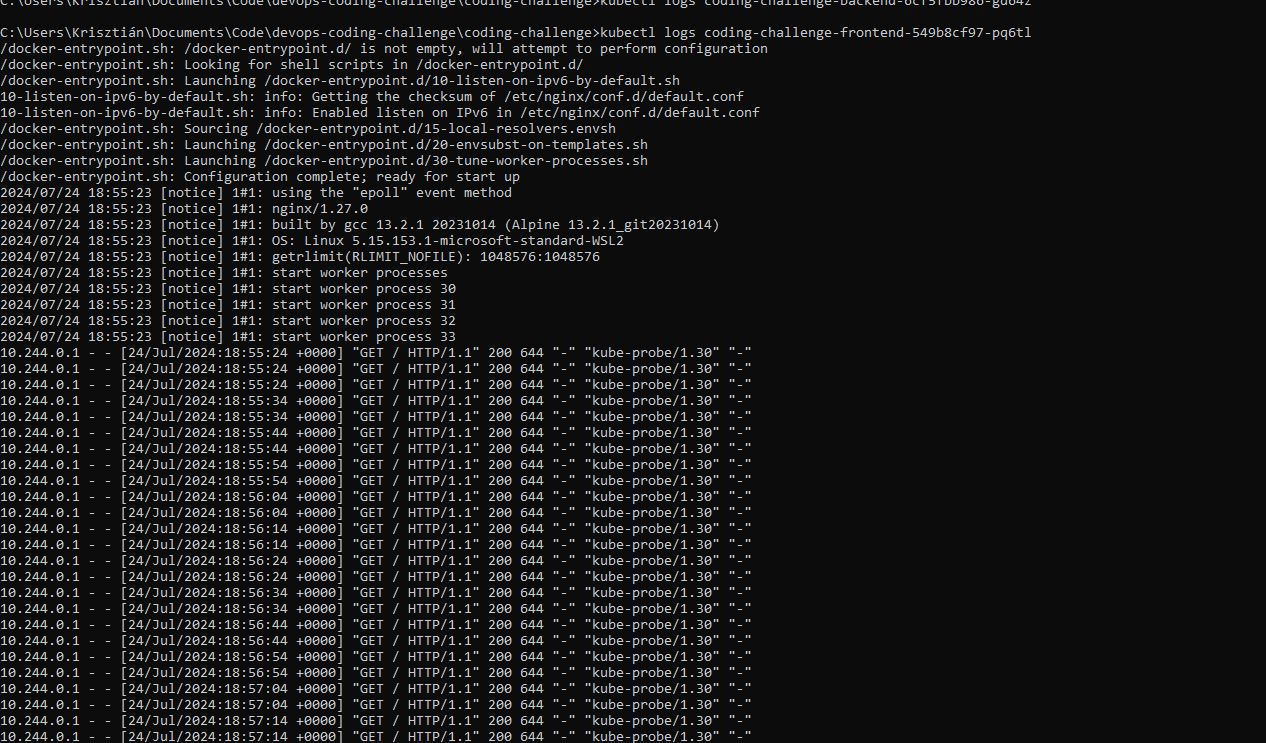 C:\Users\Krisztián\Documents\Code\devops-coding-challenge\coding-challenge>kubectl logs coding-challenge-backend-
C:\Users\Krisztián\Documents\Code\devops-coding-challenge\coding-challenge>kubectl logs coding-challenge-frontend-549b8cf97-pq6tl
/docker-entrypoint.sh: /docker-entrypoint.d/ is not empty, will attempt to perform configuration
/docker-entrypoint.sh: Looking for shell scripts in /docker-entrypoint.d/
/docker-entrypoint.sh: Launching /docker-entrypoint.d/10-listen-on-ipv6-by-default.sh
10-listen-on-ipv6-by-default.sh: info: Getting the checksum of /etc/nginx/conf.d/default.conf
10-listen-on-ipv6-by-default.sh: info: Enabled listen on IPv6 in /etc/nginx/conf.d/default.conf
/docker-entrypoint.sh: Sourcing /docker-entrypoint.d/15-local-resolvers.envsh
/docker-entrypoint.sh: Launching /docker-entrypoint.d/20-envsubst-on-templates.sh
/docker-entrypoint.sh: Launching /docker-entrypoint.d/30-tune-worker-processes.sh
/docker-entrypoint.sh: Configuration complete; ready for start up
2024/07/24 18:55:23 [notice] 1#1: using the "epoll" event method
2024/07/24 18:55:23 [notice] 1#1: nginx/1.27.0
2024/07/24 18:55:23 [notice] 1#1: built by gcc 13.2.1 20231014 (Alpine 13.2.1_git20231014)
2024/07/24 18:55:23 [notice] 1#1: OS: Linux 5.15.153.1-microsoft-standard-WSL2
2024/07/24 18:55:23 [notice] 1#1: getrlimit(RLIMIT_NOFILE): 1048576:1048576
2024/07/24 18:55:23 [notice] 1#1: start worker processes
2024/07/24 18:55:23 [notice] 1#1: start worker process 30
2024/07/24 18:55:23 [notice] 1#1: start worker process 31
2024/07/24 18:55:23 [notice] 1#1: start worker process 32
2024/07/24 18:55:23 [notice] 1#1: start worker process 33
10.244.0.1 - - [24/Jul/2024:18:55:24 +0000] "GET / HTTP/1.1" 200 644 "-" "kube-probe/1.30" "-"
10.244.0.1 - - [24/Jul/2024:18:55:24 +0000] "GET / HTTP/1.1" 200 644 "-" "kube-probe/1.30" "-"
10.244.0.1 - - [24/Jul/2024:18:55:24 +0000] "GET / HTTP/1.1" 200 644 "-" "kube-probe/1.30" "-"
10.244.0.1 - - [24/Jul/2024:18:55:34 +0000] "GET / HTTP/1.1" 200 644 "-" "kube-probe/1.30" "-"
10.244.0.1 - - [24/Jul/2024:18:55:34 +0000] "GET / HTTP/1.1" 200 644 "-" "kube-probe/1.30" "-"
10.244.0.1 - - [24/Jul/2024:18:55:44 +0000] "GET / HTTP/1.1" 200 644 "-" "kube-probe/1.30" "-"
10.244.0.1 - - [24/Jul/2024:18:55:44 +0000] "GET / HTTP/1.1" 200 644 "-" "kube-probe/1.30" "-"
10.244.0.1 - - [24/Jul/2024:18:55:54 +0000] "GET / HTTP/1.1" 200 644 "-" "kube-probe/1.30" "-"
10.244.0.1 - - [24/Jul/2024:18:55:54 +0000] "GET / HTTP/1.1" 200 644 "-" "kube-probe/1.30" "-"
10.244.0.1 - - [24/Jul/2024:18:56:04 +0000] "GET / HTTP/1.1" 200 644 "-" "kube-probe/1.30" "-"
10.244.0.1 - - [24/Jul/2024:18:56:04 +0000] "GET / HTTP/1.1" 200 644 "-" "kube-probe/1.30" "-"
10.244.0.1 - - [24/Jul/2024:18:56:14 +0000] "GET / HTTP/1.1" 200 644 "-" "kube-probe/1.30" "-"
10.244.0.1 - - [24/Jul/2024:18:56:14 +0000] "GET / HTTP/1.1" 200 644 "-" "kube-probe/1.30" "-"
10.244.0.1 - - [24/Jul/2024:18:56:24 +0000] "GET / HTTP/1.1" 200 644 "-" "kube-probe/1.30" "-"
10.244.0.1 - - [24/Jul/2024:18:56:24 +0000] "GET / HTTP/1.1" 200 644 "-" "kube-probe/1.30" "-"
10.244.0.1 - - [24/Jul/2024:18:56:34 +0000] "GET / HTTP/1.1" 200 644 "-" "kube-probe/1.30" "-"
10.244.0.1 - - [24/Jul/2024:18:56:34 +0000] "GET / HTTP/1.1" 200 644 "-" "kube-probe/1.30" "-"
10.244.0.1 - - [24/Jul/2024:18:56:44 +0000] "GET / HTTP/1.1" 200 644 "-" "kube-probe/1.30" "-"
10.244.0.1 - - [24/Jul/2024:18:56:44 +0000] "GET / HTTP/1.1" 200 644 "-" "kube-probe/1.30" "-"
10.244.0.1 - - [24/Jul/2024:18:56:54 +0000] "GET / HTTP/1.1" 200 644 "-" "kube-probe/1.30" "-"
10.244.0.1 - - [24/Jul/2024:18:56:54 +0000] "GET / HTTP/1.1" 200 644 "-" "kube-probe/1.30" "-"
10.244.0.1 - - [24/Jul/2024:18:57:04 +0000] "GET / HTTP/1.1" 200 644 "-" "kube-probe/1.30" "-"
10.244.0.1 - - [24/Jul/2024:18:57:04 +0000] "GET / HTTP/1.1" 200 644 "-" "kube-probe/1.30" "-"
10.244.0.1 - - [24/Jul/2024:18:57:14 +0000] "GET / HTTP/1.1" 200 644 "-" "kube-probe/1.30" "-"
10.244.0.1 - - [24/Jul/2024:18:57:14 +0000] "GET / HTTP/1.1" 200 644 "-" "kube-probe/1.30" "-"